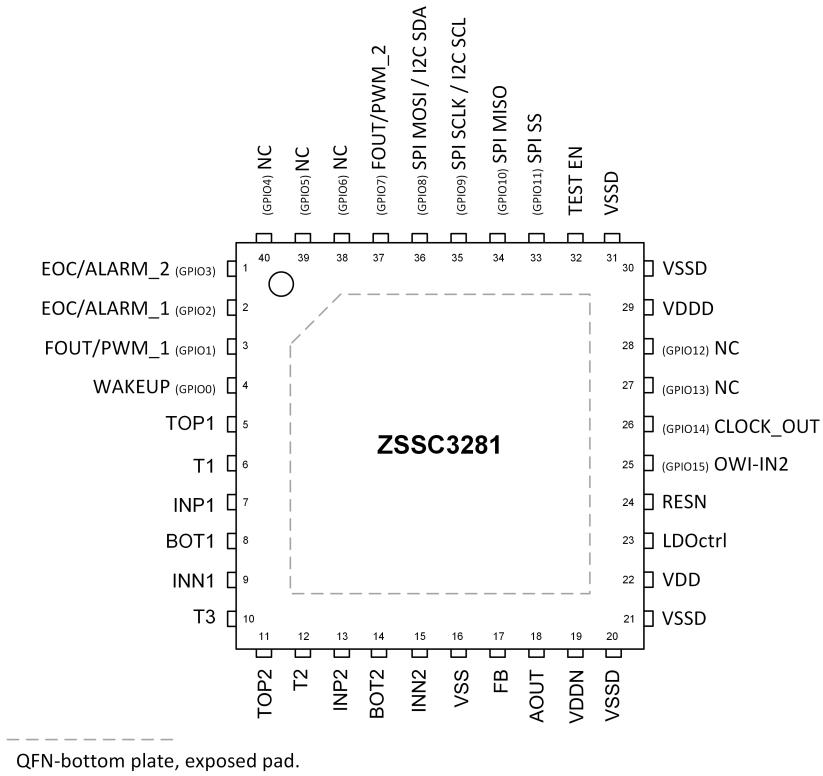 (GPIO4) NC
(GPIO5) NC
(GPIO6) NC
(GPIO7) FOUT/PWM_2
(GPIO8) SPI MOSI / I2C SDA
(GPIO9) SPI SCLK / I2C SCL
(GPIO10) SPI MISO
(GPIO11) SPI SS
TEST EN
VSSD
40 39 38 37 36 35 34 33 32 31
EOC/ALARM_2 (GPIO3) 1
EOC/ALARM_1 (GPIO2) 2
FOUT/PWM_1 (GPIO1) 3
WAKEUP (GPIO0) 4
TOP1 5
T1 6
INP1 7
BOT1 8
INN1 9
T3 10
ZSSC3281
30 VSSD
29 VDDD
28 (GPIO12) NC
27 (GPIO13) NC
26 (GPIO14) CLOCK_OUT
25 (GPIO15) OWI-IN2
24 RESN
23 LDOctrl
22 VDD
21 VSSD
11 12 13 14 15 16 17 18 19 20
TOP2
T2
INP2
BOT2
INN2
VSS
FB
AOUT
VDDN
VSSD
QFN-bottom plate, exposed pad.